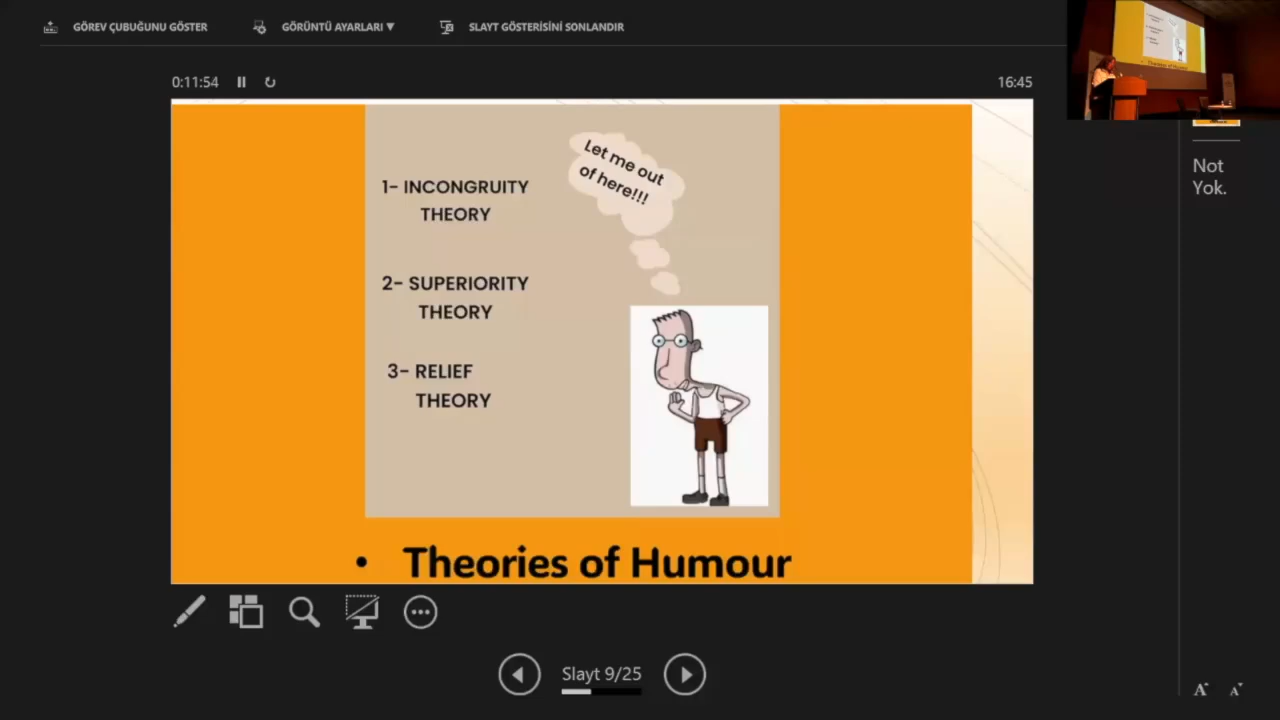 GÖREV ÇUBUĞUNU GÖSTER
GÖRÜNTÜ AYARLARI ▼
SLAYT GÖSTERİSİNİ SONLANDIR
0:11:54
16:45
1- INCONGRUITY
THEORY
2- SUPERIORITY
THEORY
3- RELIEF
THEORY
Let me out
of here!!!
• Theories of Humour
Not
Yok.
Slayt 9/25
A A